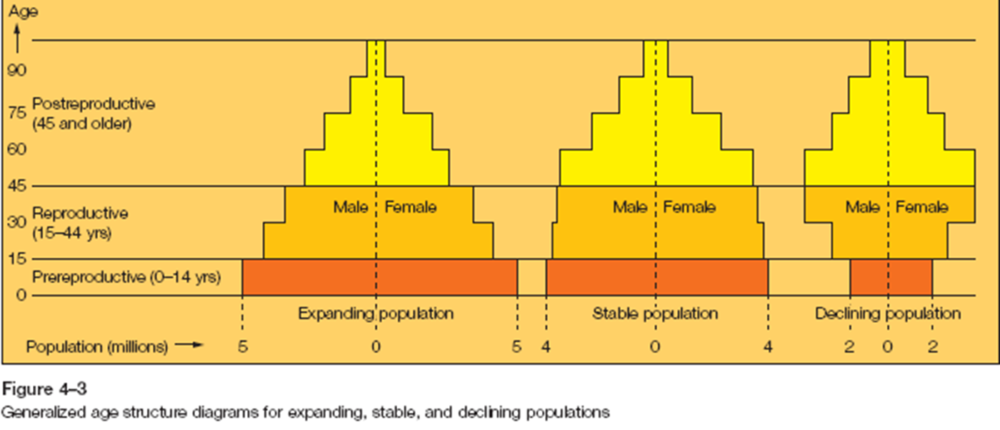 Age
90
Postreproductive
75
(45 and older)
60
45
Male Female Male Female Male Female
Reproductive
30
(15–44 yrs)
15
Prereproductive (0–14 yrs)
0
Expanding population Stable population Declining population
Population (millions) 5 0 5 4 0 4 2 0 2
Figure 4–3
Generalized age structure diagrams for expanding, stable, and declining populations